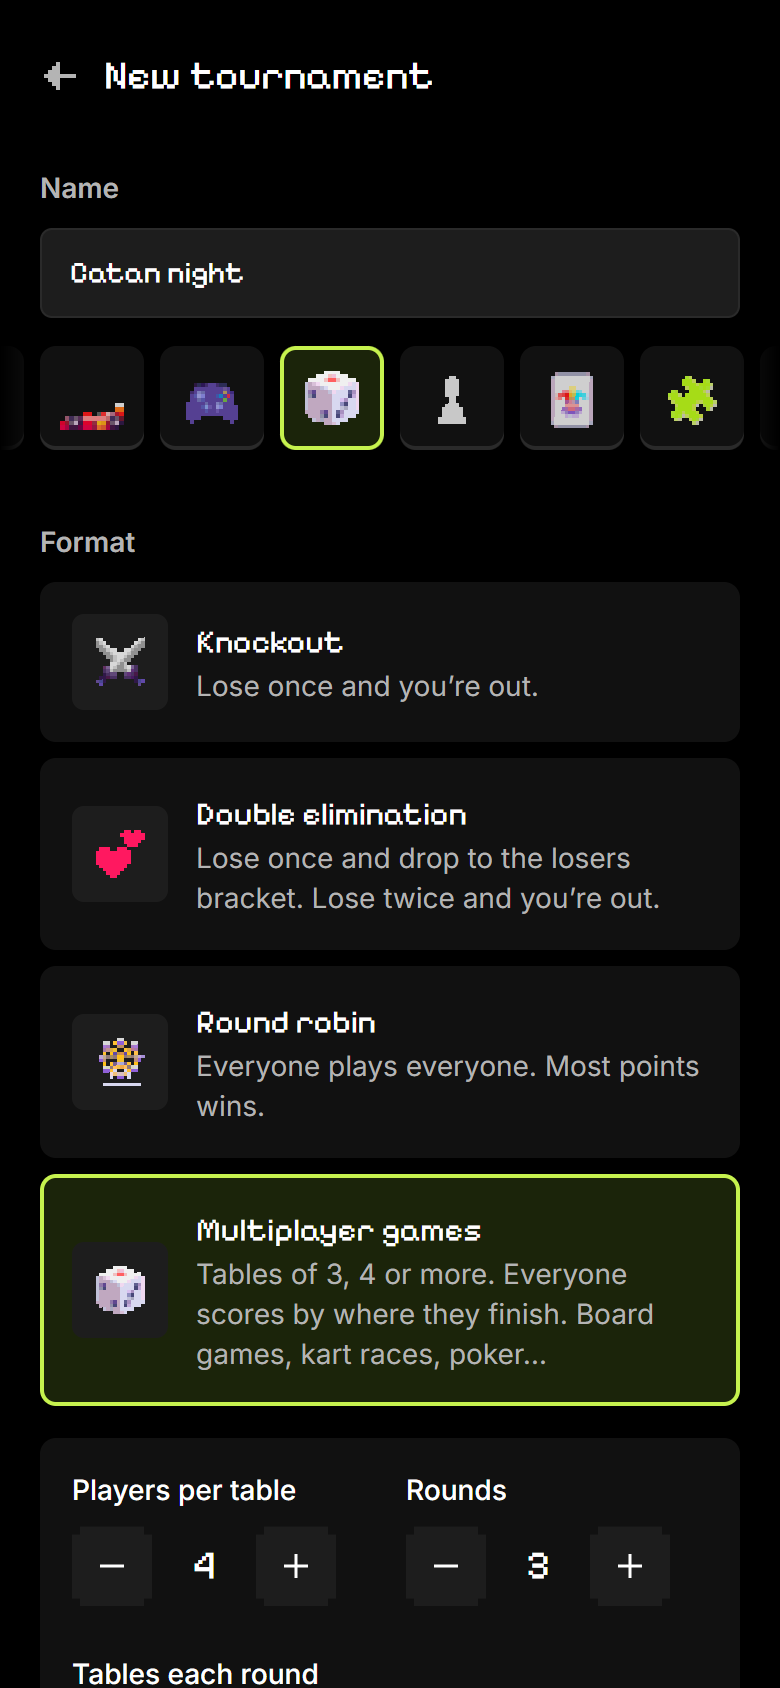 New tournament
Name
Catan night
Format
Knockout
Lose once and you’re out.
Double elimination
Lose once and drop to the losers
bracket. Lose twice and you’re out.
Round robin
Everyone plays everyone. Most points
wins.
Multiplayer games
Tables of 3, 4 or more. Everyone
scores by where they finish. Board
games, kart races, poker...
Players per table
Rounds
− 4 +
− 3 +
Tables each round